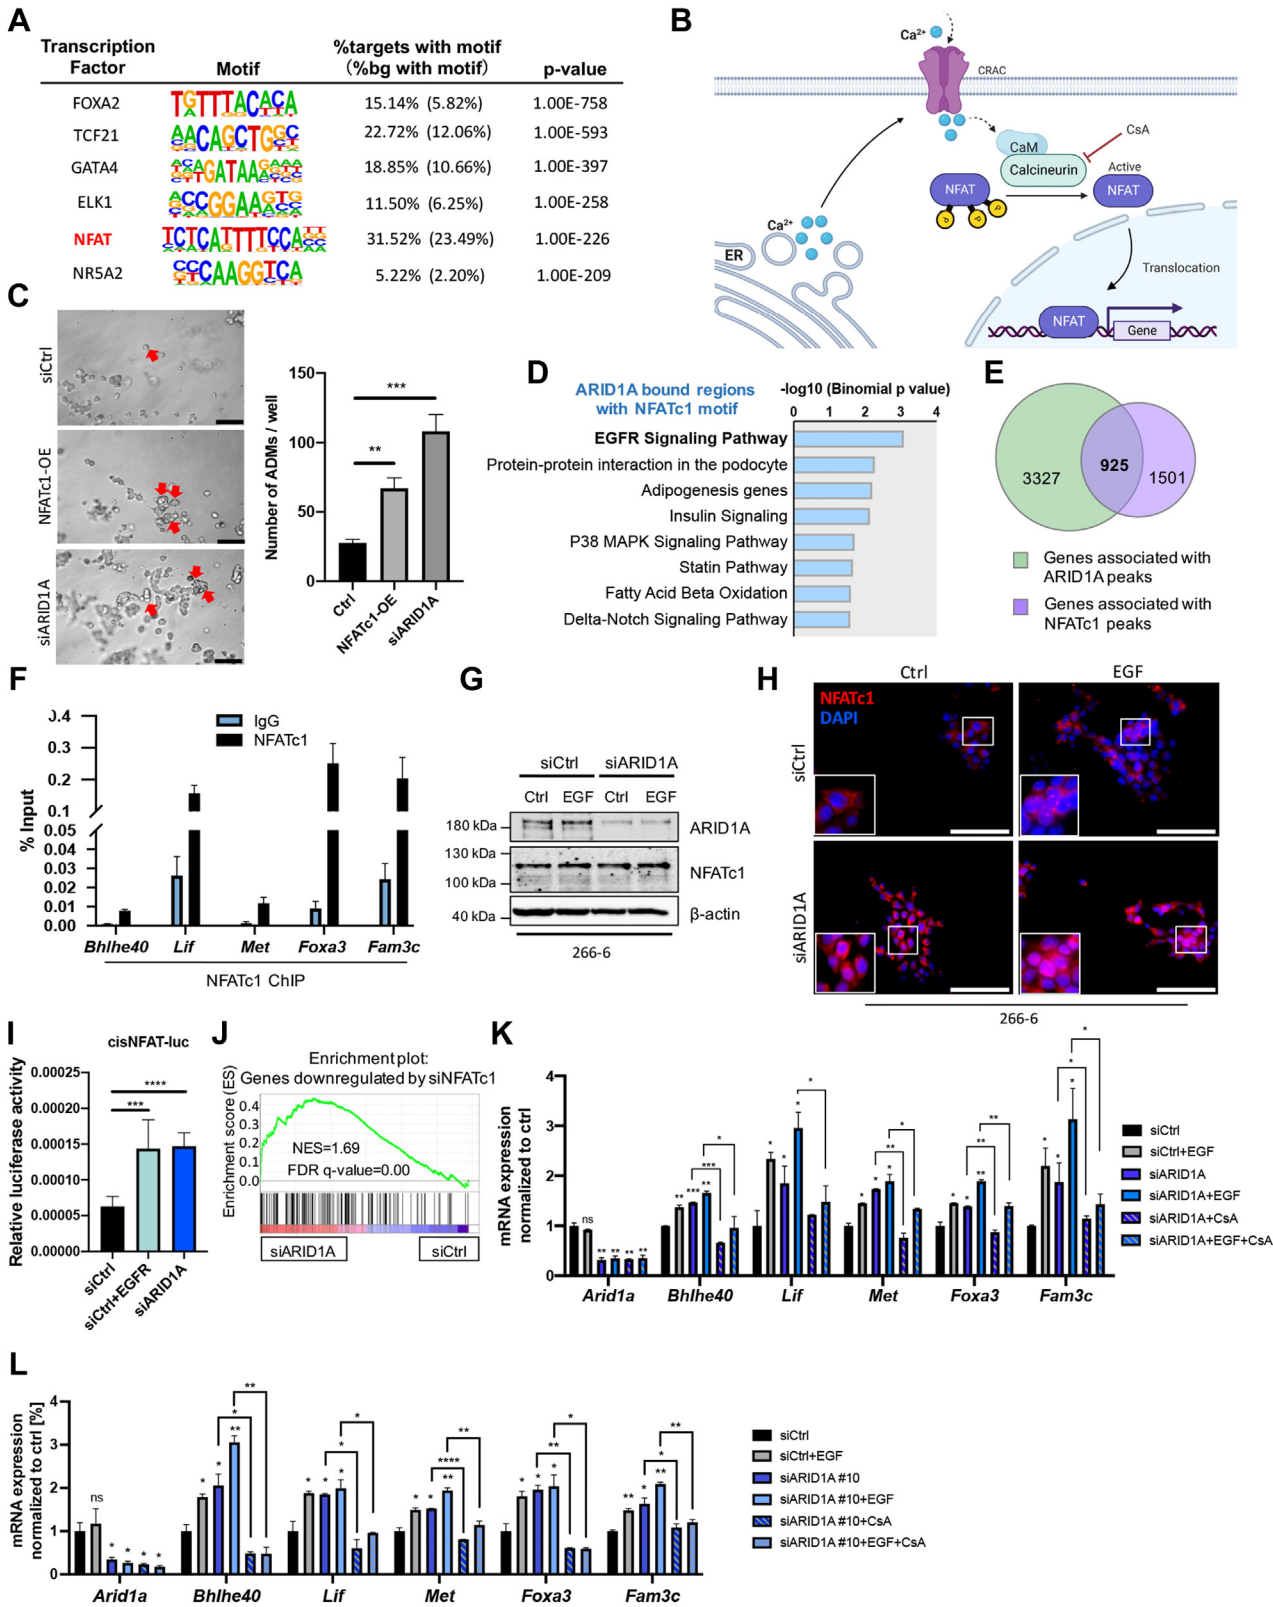 A
Transcription Factor
Motif
%targets with motif
(%bg with motif)
p-value
FOXA2
TGTTTACACA
15.14% (5.82%)
1.00E-758
TCF21
AACAGCTGGC
22.72% (12.06%)
1.00E-593
GATA4
AGATAA
18.85% (10.66%)
1.00E-397
ELK1
ACCGGAAGTG
11.50% (6.25%)
1.00E-258
NFAT
TCTCATTTTCCATT
31.52% (23.49%)
1.00E-226
NR5A2
CAAGGTCA
5.22% (2.20%)
1.00E-209
B
Ca2+
CRAC
CaM
CsA
Calcineurin
Active
NFAT
NFAT
P P P
Ca2+
ER
Translocation
NFAT
Gene
C
siCtrl
NFATc1-OE
siARID1A
Number of ADMs / well
150
100
50
0
***
**
Ctrl
NFATc1-OE
siARID1A
D
ARID1A bound regions
with NFATc1 motif
-log10 (Binomial p value)
0 1 2 3 4
EGFR Signaling Pathway
Protein-protein interaction in the podocyte
Adipogenesis genes
Insulin Signaling
P38 MAPK Signaling Pathway
Statin Pathway
Fatty Acid Beta Oxidation
Delta-Notch Signaling Pathway
E
3327
925
1501
Genes associated with
ARID1A peaks
Genes associated with
NFATc1 peaks
F
% Input
0.4
0.3
0.2
0.1
0.05
0.04
0.03
0.02
0.01
0.00
IgG
NFATc1
Bhlhe40 Lif Met Foxa3 Fam3c
NFATc1 ChIP
G
siCtrl siARID1A
Ctrl EGF Ctrl EGF
180 kDa
ARID1A
130 kDa
100 kDa
NFATc1
40 kDa
β-actin
266-6
H
Ctrl EGF
NFATc1
DAPI
siCtrl
siARID1A
266-6
I
cisNFAT-luc
Relative luciferase activity
0.00025
0.00020
0.00015
0.00010
0.00005
0.00000
****
***
siCtrl
siCtrl+EGFR
siARID1A
J
Enrichment plot:
Genes downregulated by siNFATc1
Enrichment score (ES)
0.4
0.3
0.2
0.1
0.0
NES=1.69
FDR q-value=0.00
siARID1A
siCtrl
K
mRNA expression
normalized to ctrl
4
3
2
1
0
ns ** ** ** **
** *** ** *** *
* * * *
* * * ** *
* * ** ** **
* * * * *
Arid1a Bhlhe40 Lif Met Foxa3 Fam3c
siCtrl
siCtrl+EGF
siARID1A
siARID1A+EGF
siARID1A+CsA
siARID1A+EGF+CsA
L
mRNA expression
normalized to ctrl [%]
4
3
2
1
0
ns * * * *
* * ** * **
* * * * *
* * ** **** **
* * * ** *
** * ** * **
Arid1a Bhlhe40 Lif Met Foxa3 Fam3c
siCtrl
siCtrl+EGF
siARID1A #10
siARID1A #10+EGF
siARID1A #10+CsA
siARID1A #10+EGF+CsA